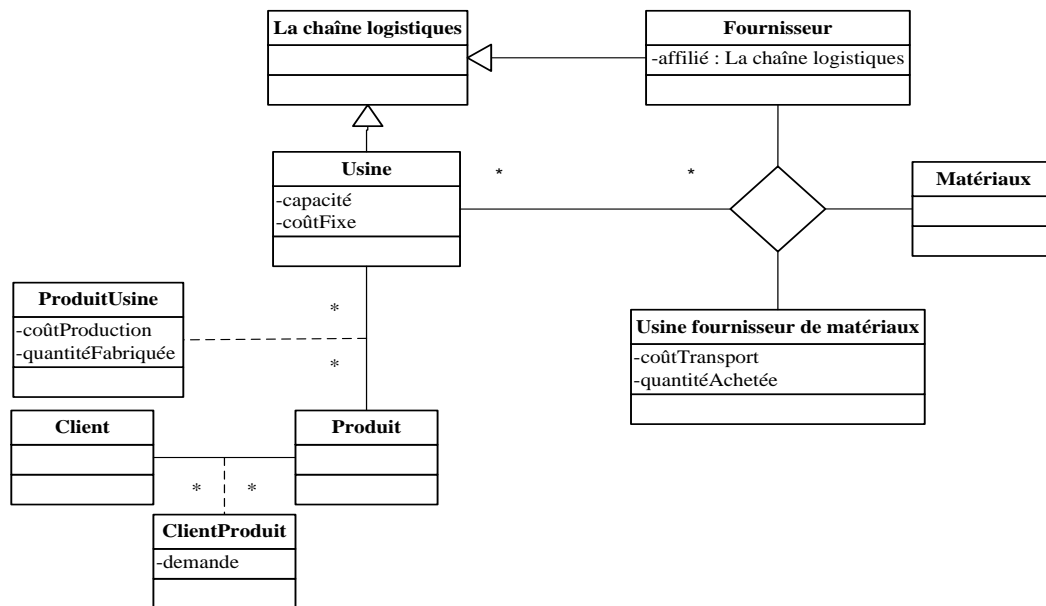 La chaîne logistiques
Fournisseur
-affilié : La chaîne logistiques
Usine
-capacité
-coûtFixe
*
*
Matériaux
ProduitUsine
-coûtProduction
-quantitéFabriquée
*
*
Usine fournisseur de matériaux
-coûtTransport
-quantitéAchetée
Client
Produit
*
*
ClientProduit
-demande